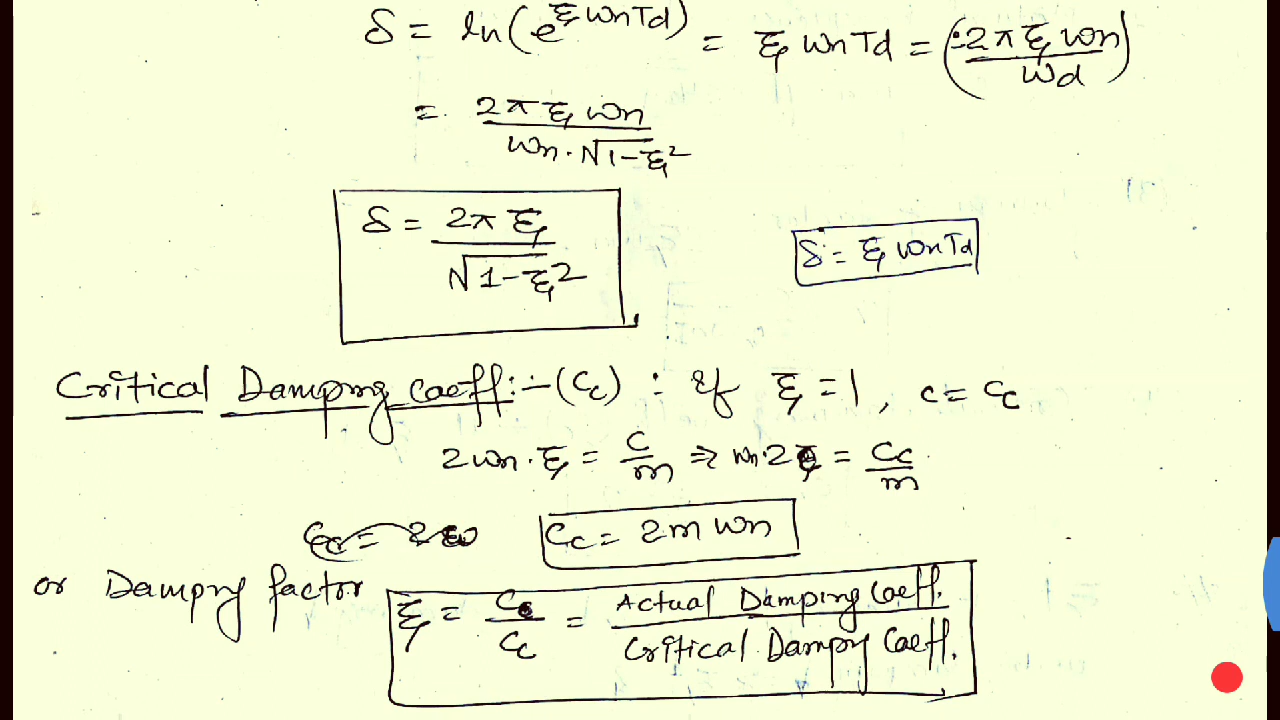 δ = ln(e^{ξ ωn Td}) = ξ ωn Td = (2π ξ ωn / ωd)
= 2π ξ ωn / ωn · √1-ξ²
δ = 2π ξ / √1-ξ²
δ = ξ ωn Td
Critical Damping Coeff:- (Cc) : if ξ = 1, c = Cc
2ωn · ξ = C/m ⇒ ωn · 2ξ = Cc/m
Cc = 2m ωn
or Damping factor ξ = C/Cc = Actual Damping Coeff. / Critical Damping Coeff.